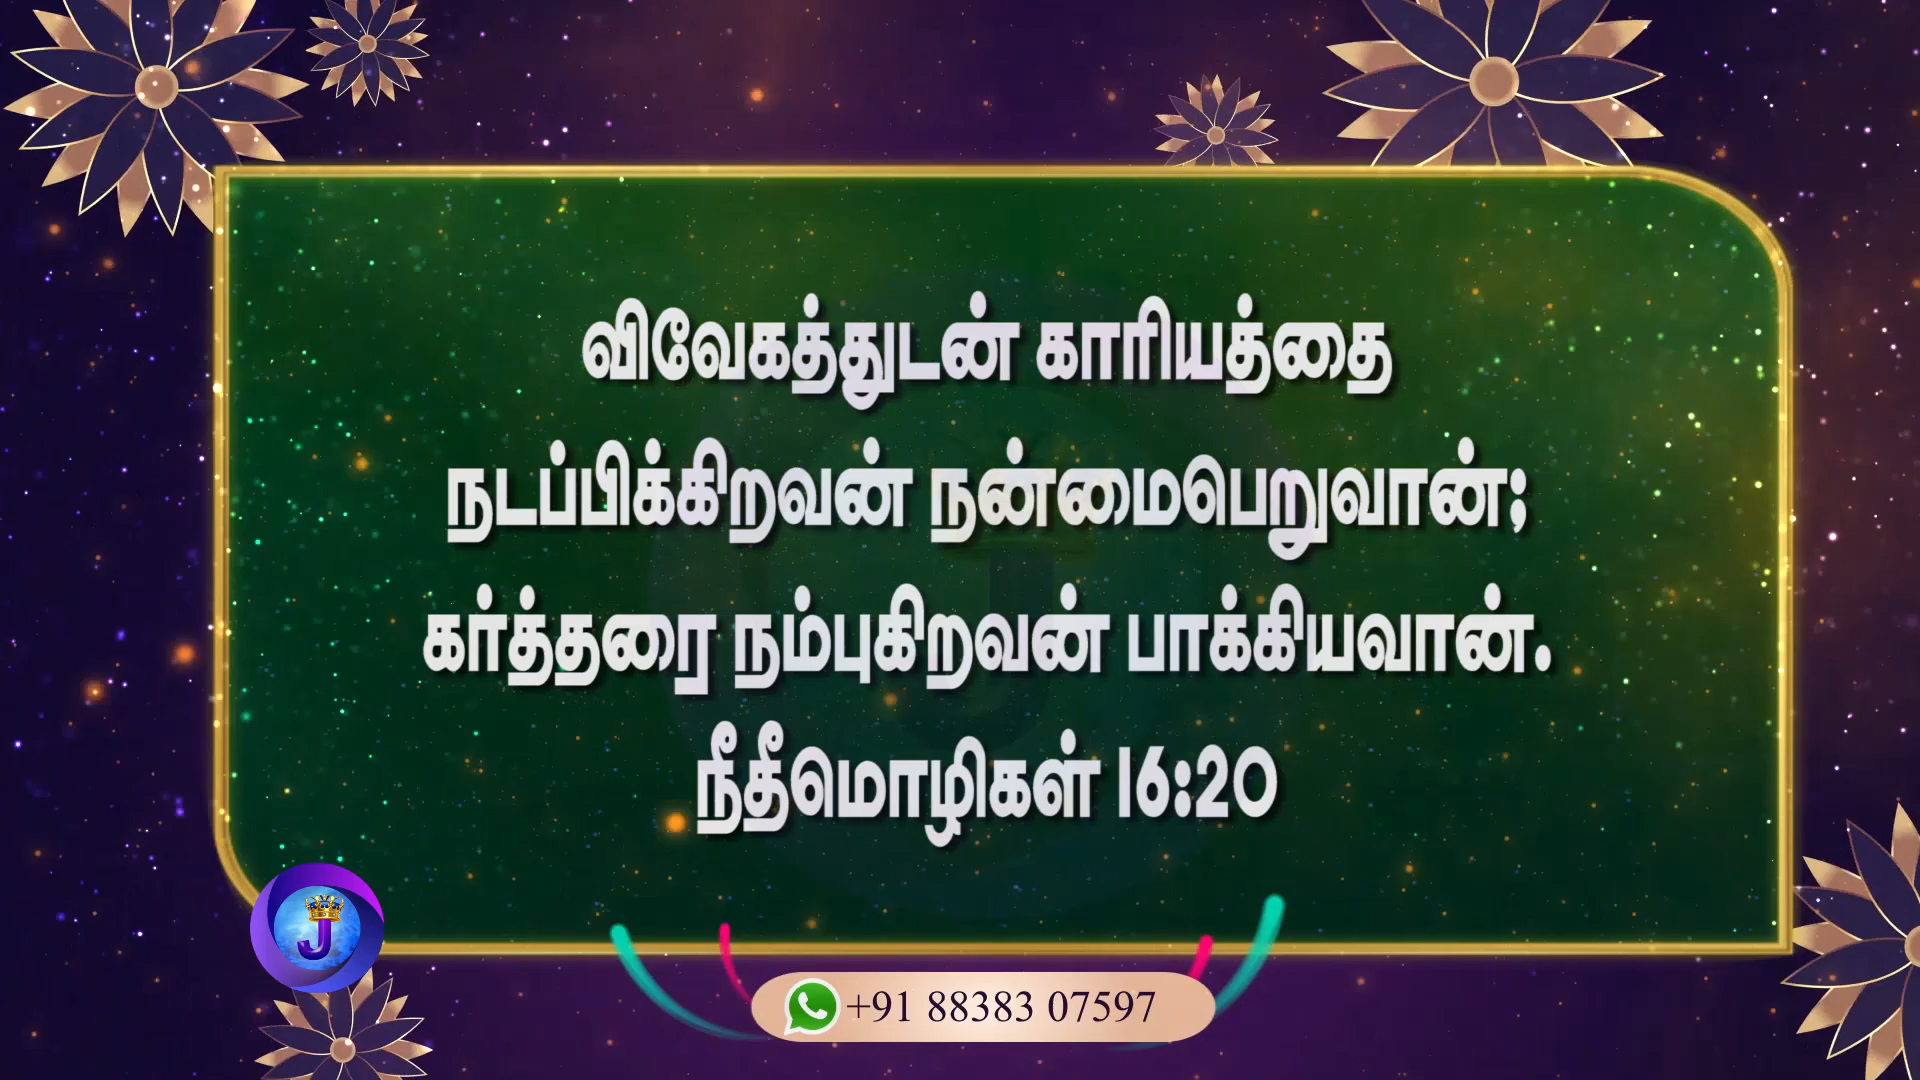 விவேகத்துடன் காரியத்தை
நடப்பிக்கிறவன் நன்மைபெறுவான்;
கர்த்தரை நம்புகிறவன் பாக்கியவான்.
நீதீமொழிகள் 16:20
J
+91 88383 07597